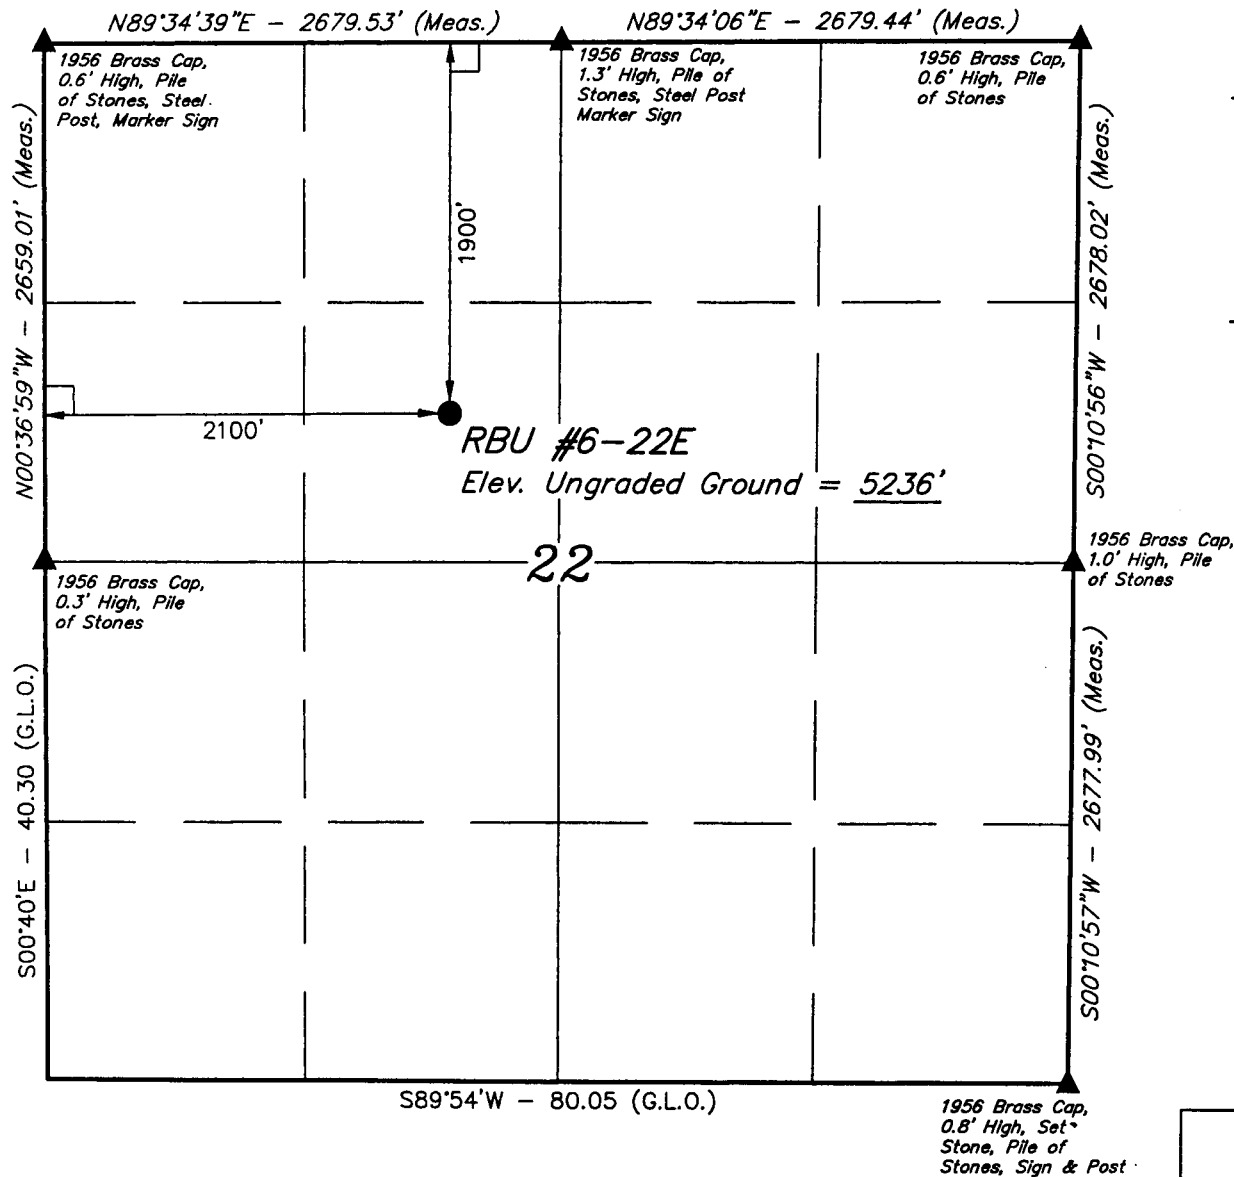 N89°34'39"E - 2679.53' (Meas.)
N89°34'06"E - 2679.44' (Meas.)
1956 Brass Cap,
0.6' High, Pile
of Stones, Steel
Post, Marker Sign
1956 Brass Cap,
1.3' High, Pile of
Stones, Steel Post
Marker Sign
1956 Brass Cap,
0.6' High, Pile
of Stones
N00°36'59"W - 2659.01' (Meas.)
S00°10'56"W - 2678.02' (Meas.)
1900'
2100'
RBU #6-22E
Elev. Ungraded Ground = 5236'
22
1956 Brass Cap,
1.0' High, Pile
of Stones
1956 Brass Cap,
0.3' High, Pile
of Stones
S00°40'E - 40.30 (G.L.O.)
S00°10'57"W - 2677.99' (Meas.)
S89°54'W - 80.05 (G.L.O.)
1956 Brass Cap,
0.8' High, Set
Stone, Pile of
Stones, Sign & Post